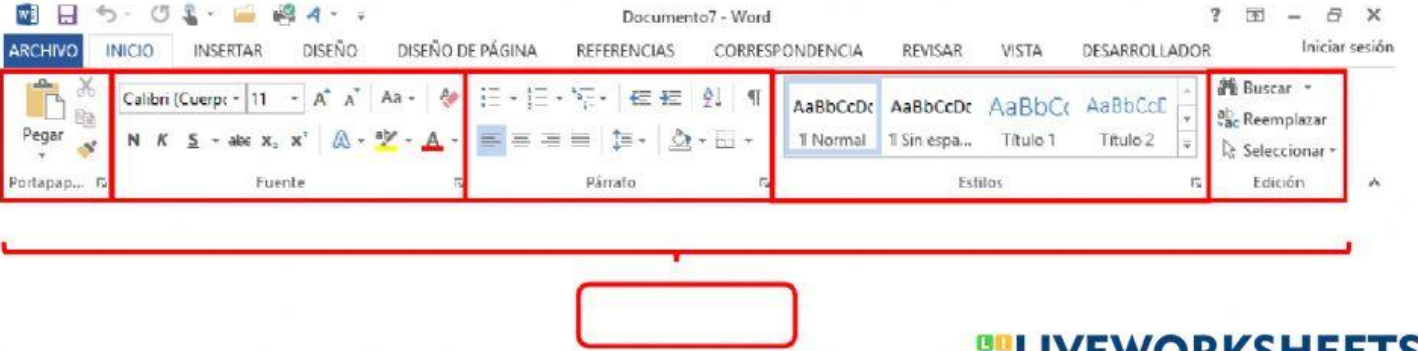 Documento7 - Word
ARCHIVO INICIO INSERTAR DISEÑO DISEÑO DE PÁGINA REFERENCIAS CORRESPONDENCIA REVISAR VISTA DESARROLLADOR Iniciar sesión
Pegar
Portapap...
Calibri (Cuerpo 11 Aa
N K S abc x₂ x²
Fuente
Párrafo
AaBbCcDc AaBbCcDc AaBbCc AaBbCcD
¶ Normal ¶ Sin espa... Título 1 Título 2
Estilos
Buscar
Reemplazar
Seleccionar
Edición
LIVEWORKSHEETS